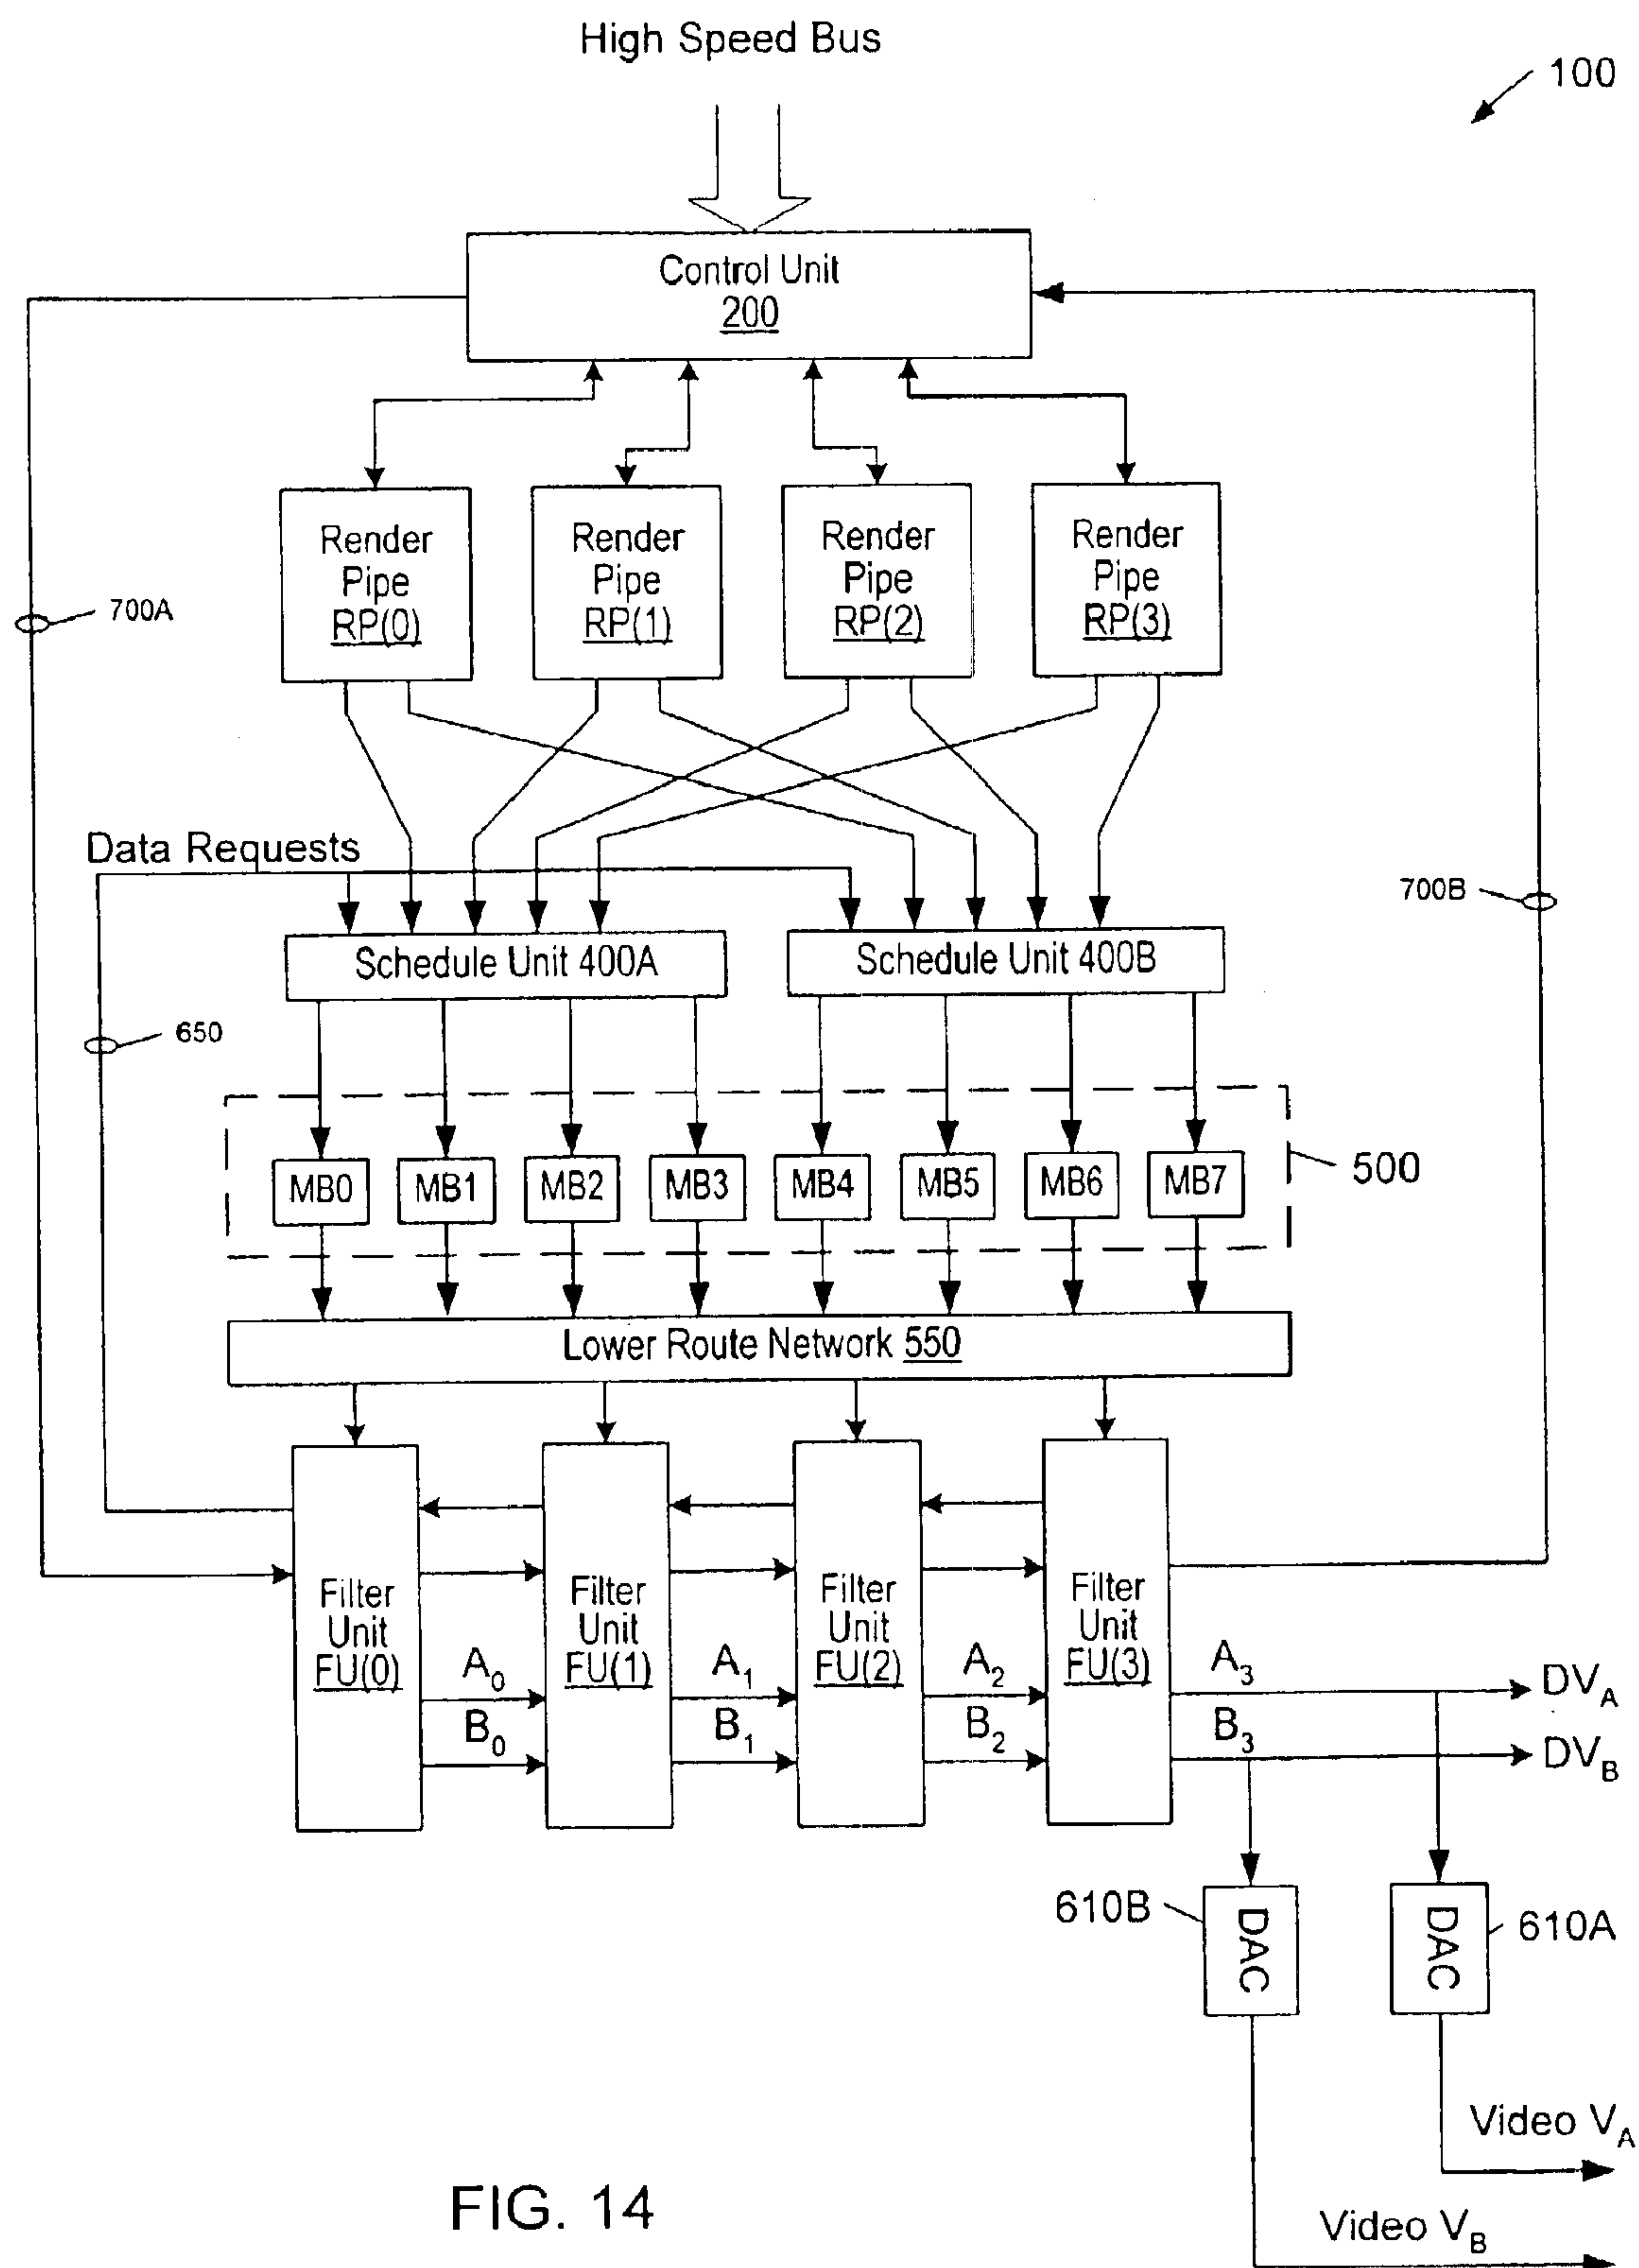 High Speed Bus
100
Control Unit
200
Render
Pipe
RP(0)
Render
Pipe
RP(1)
Render
Pipe
RP(2)
Render
Pipe
RP(3)
700A
Data Requests
700B
Schedule Unit 400A
Schedule Unit 400B
650
MB0
MB1
MB2
MB3
MB4
MB5
MB6
MB7
500
Lower Route Network 550
Filter
Unit
FU(0)
Filter
Unit
FU(1)
Filter
Unit
FU(2)
Filter
Unit
FU(3)
A0
B0
A1
B1
A2
B2
A3
B3
DVA
DVB
610B
DAC
DAC
610A
Video VA
Video VB
FIG. 14